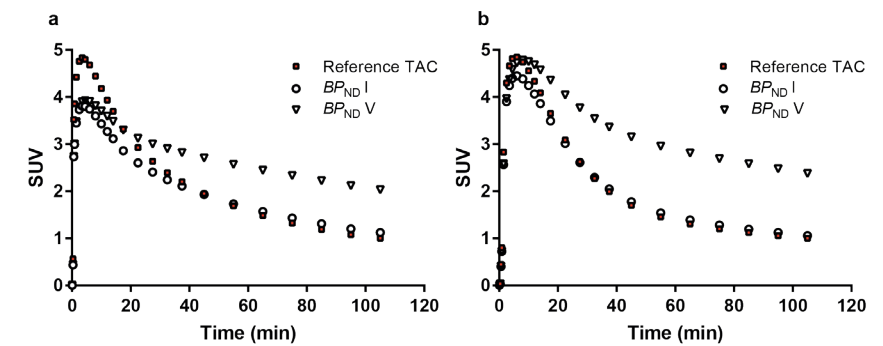 a
5
4
3
2
1
0
SUV
0
20
40
60
80
100
120
Time (min)
Reference TAC
BPND I
BPND V
b
5
4
3
2
1
0
SUV
0
20
40
60
80
100
120
Time (min)
Reference TAC
BPND I
BPND V